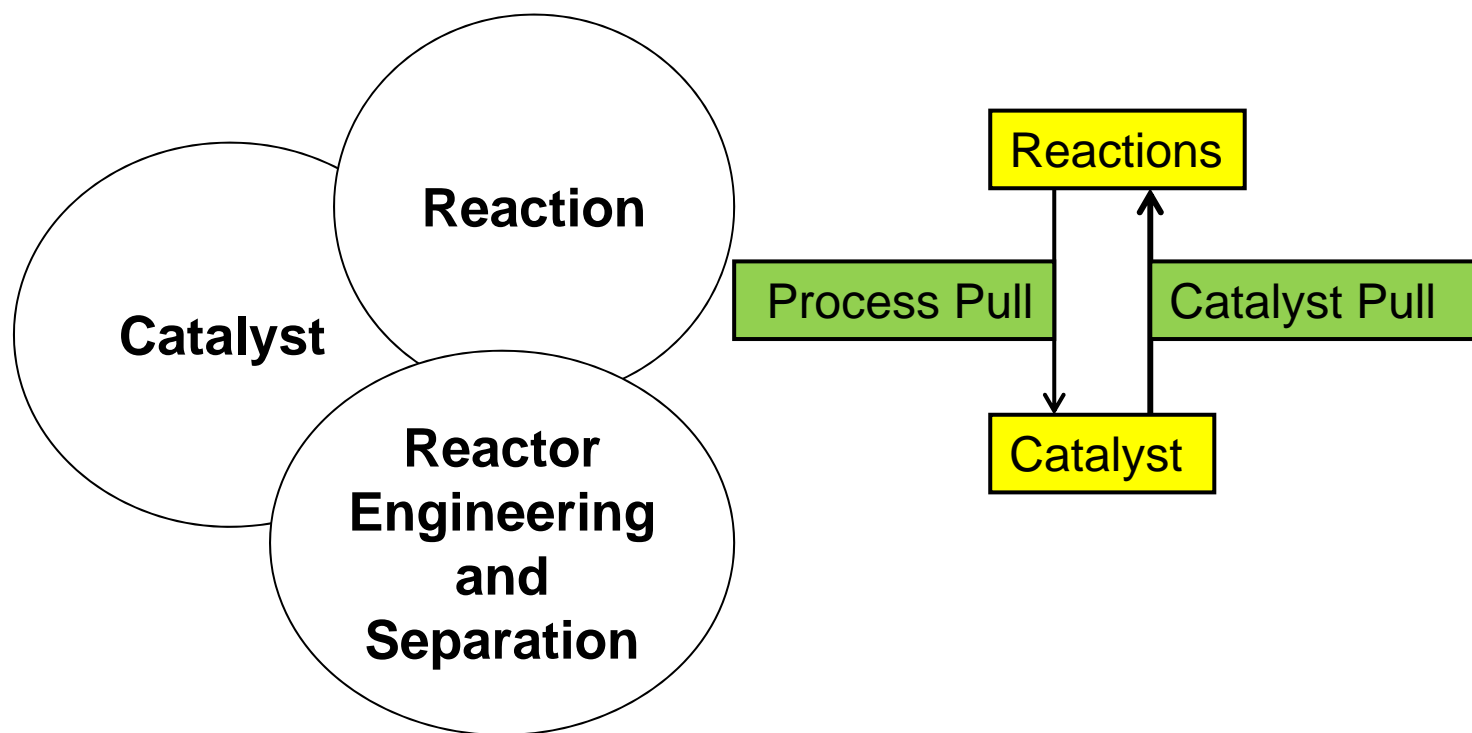 Reaction
Catalyst
Reactor
Engineering
and
Separation
Reactions
Process Pull
Catalyst Pull
Catalyst